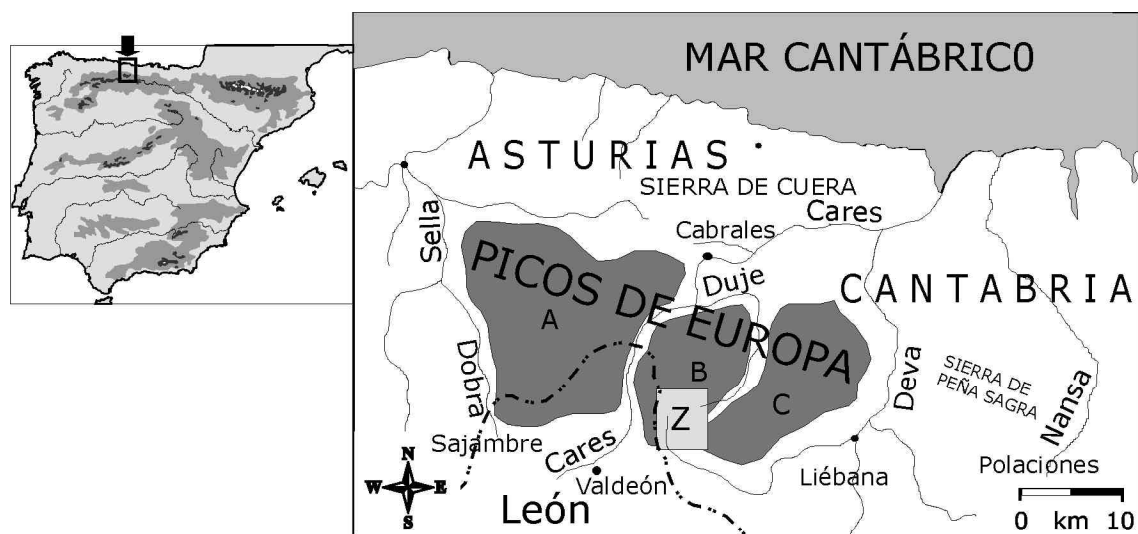 MAR CANTÁBRICO
ASTURIAS
SIERRA DE CUERA
Cares
Sella
Cabrales
Duje
CANTABRIA
PICOS DE EUROPA
A
B
C
Z
Dobra
Deva
SIERRA DE
PEÑA SAGRA
Nansa
Sajambre
Cares
Valdeón
Liébana
Polaciones
León
N
W
E
S
0 km 10